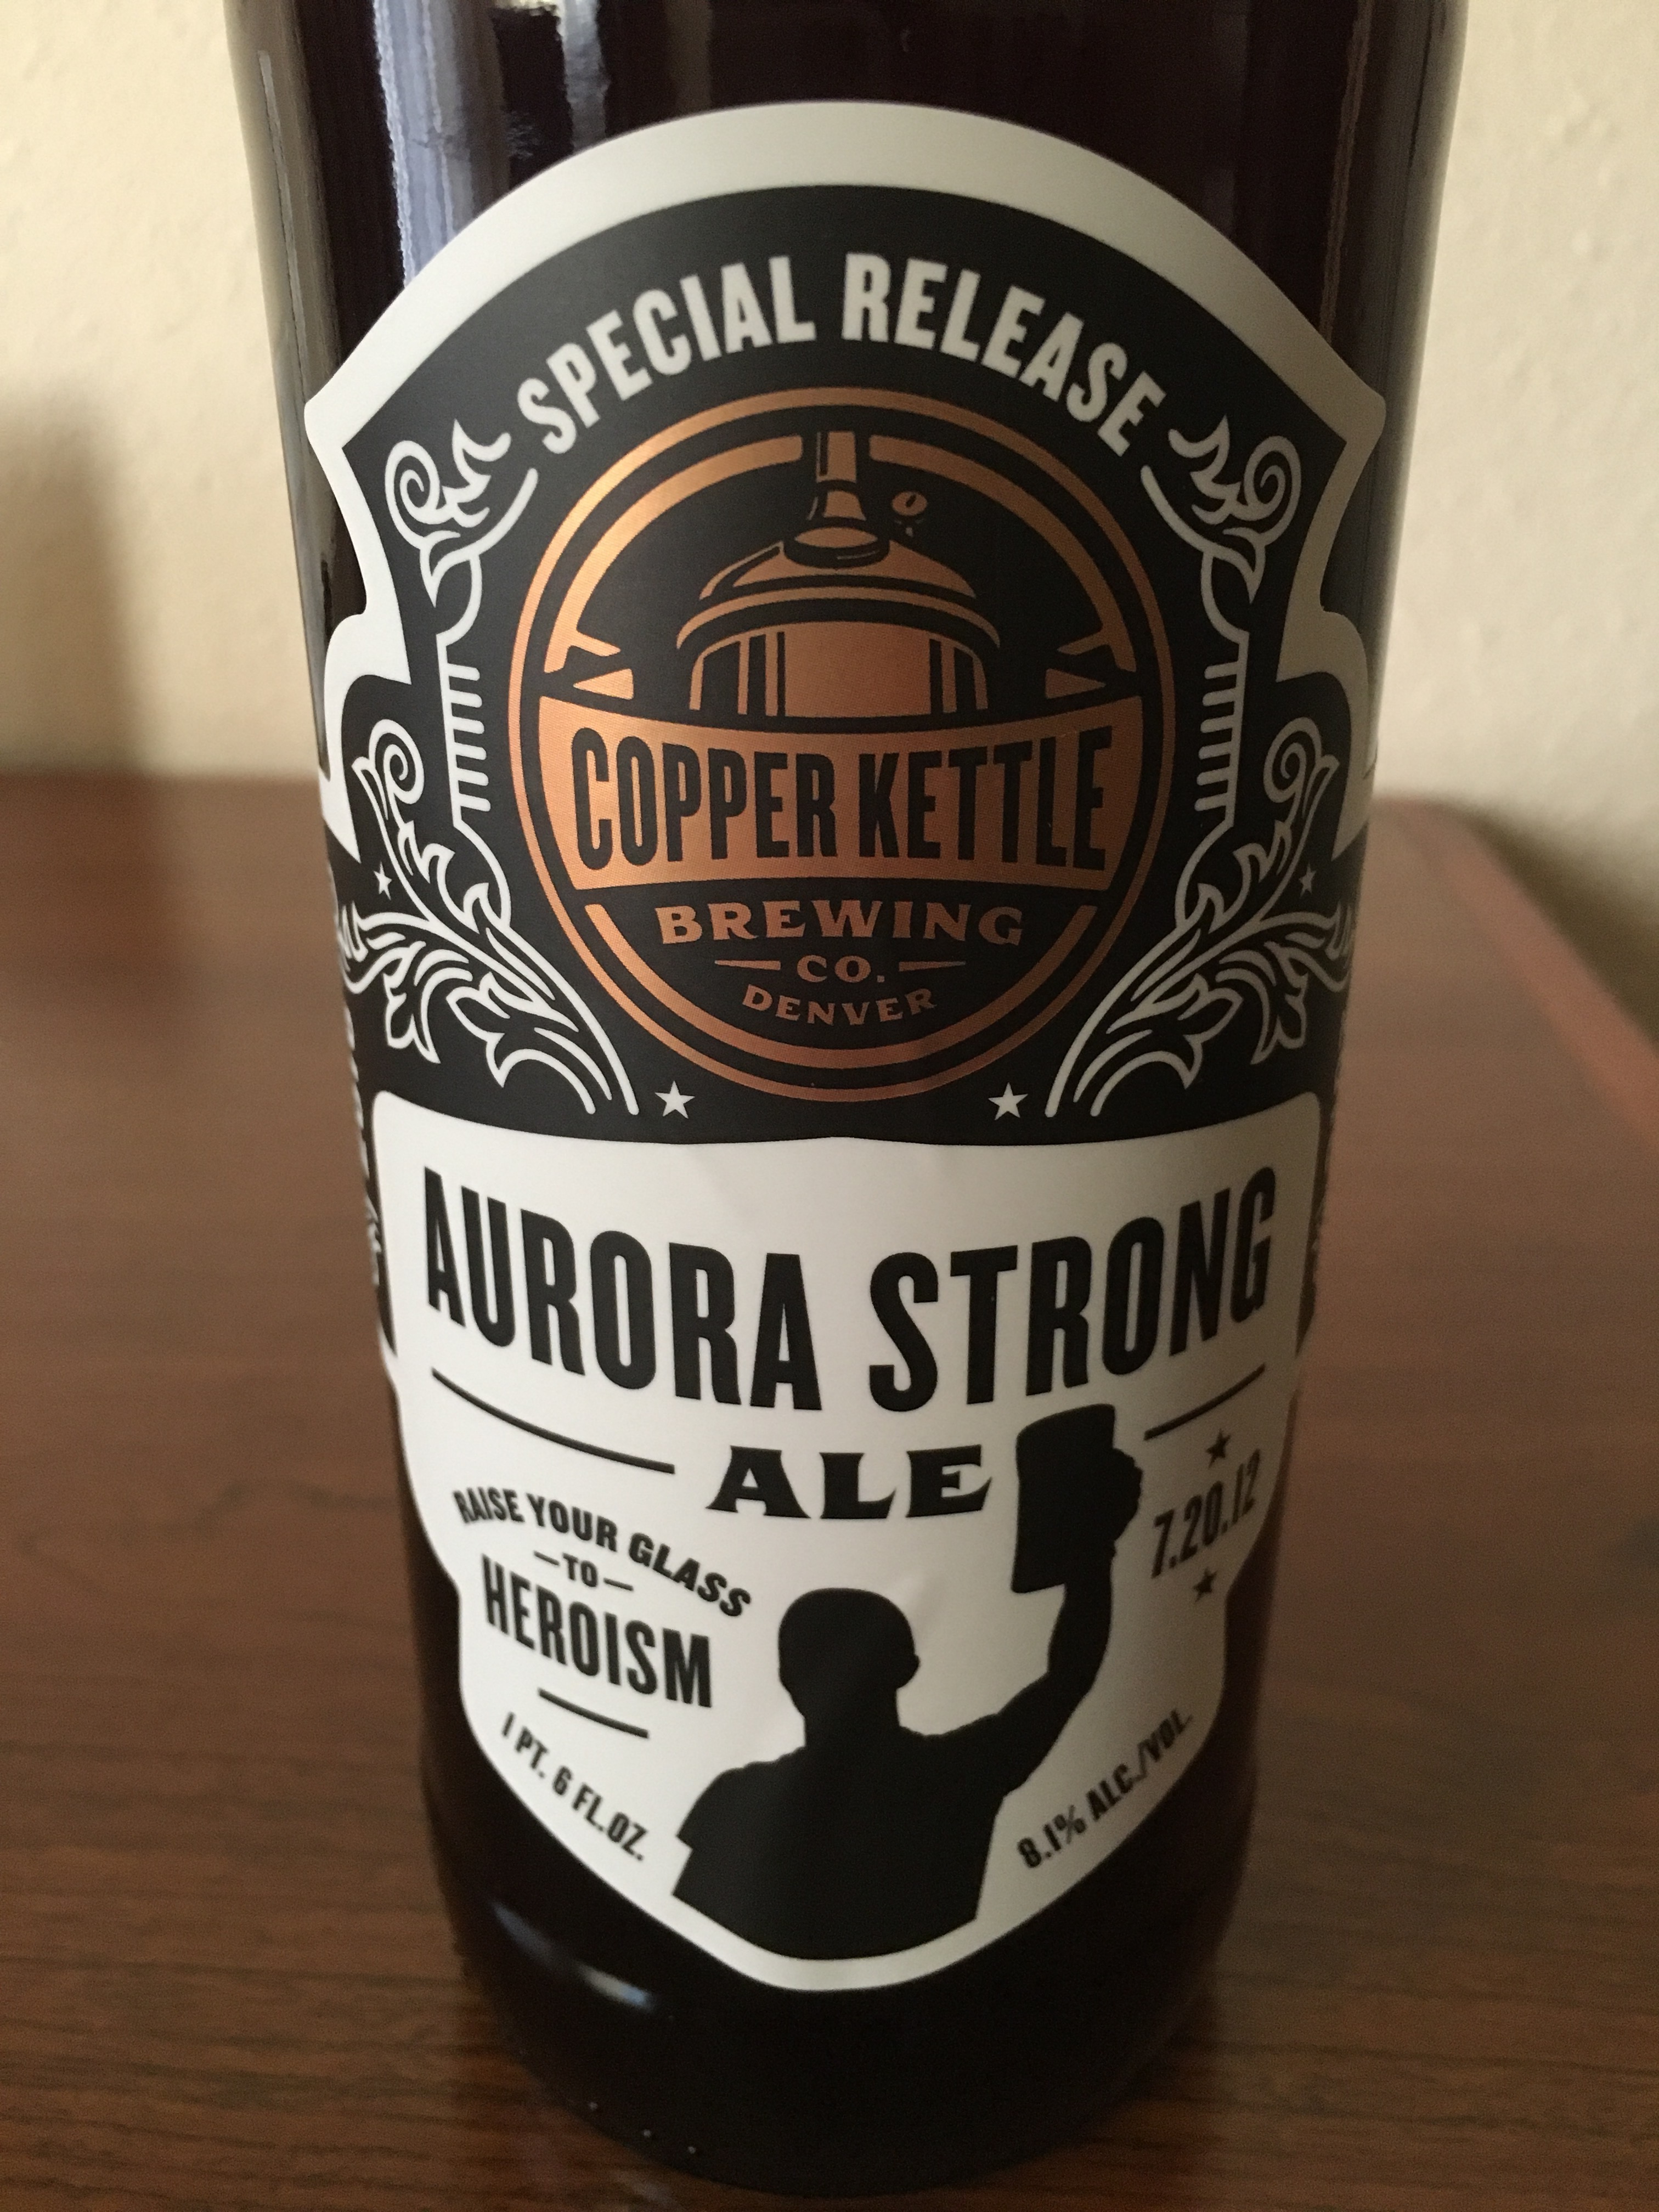 SPECIAL RELEASE
COPPER KETTLE
BREWING
CO.
DENVER
AURORA STRONG
ALE
RAISE YOUR GLASS
-TO-
HEROISM
7.20.12
1 PT. 6 FL.OZ.
8.1% ALC./VOL.